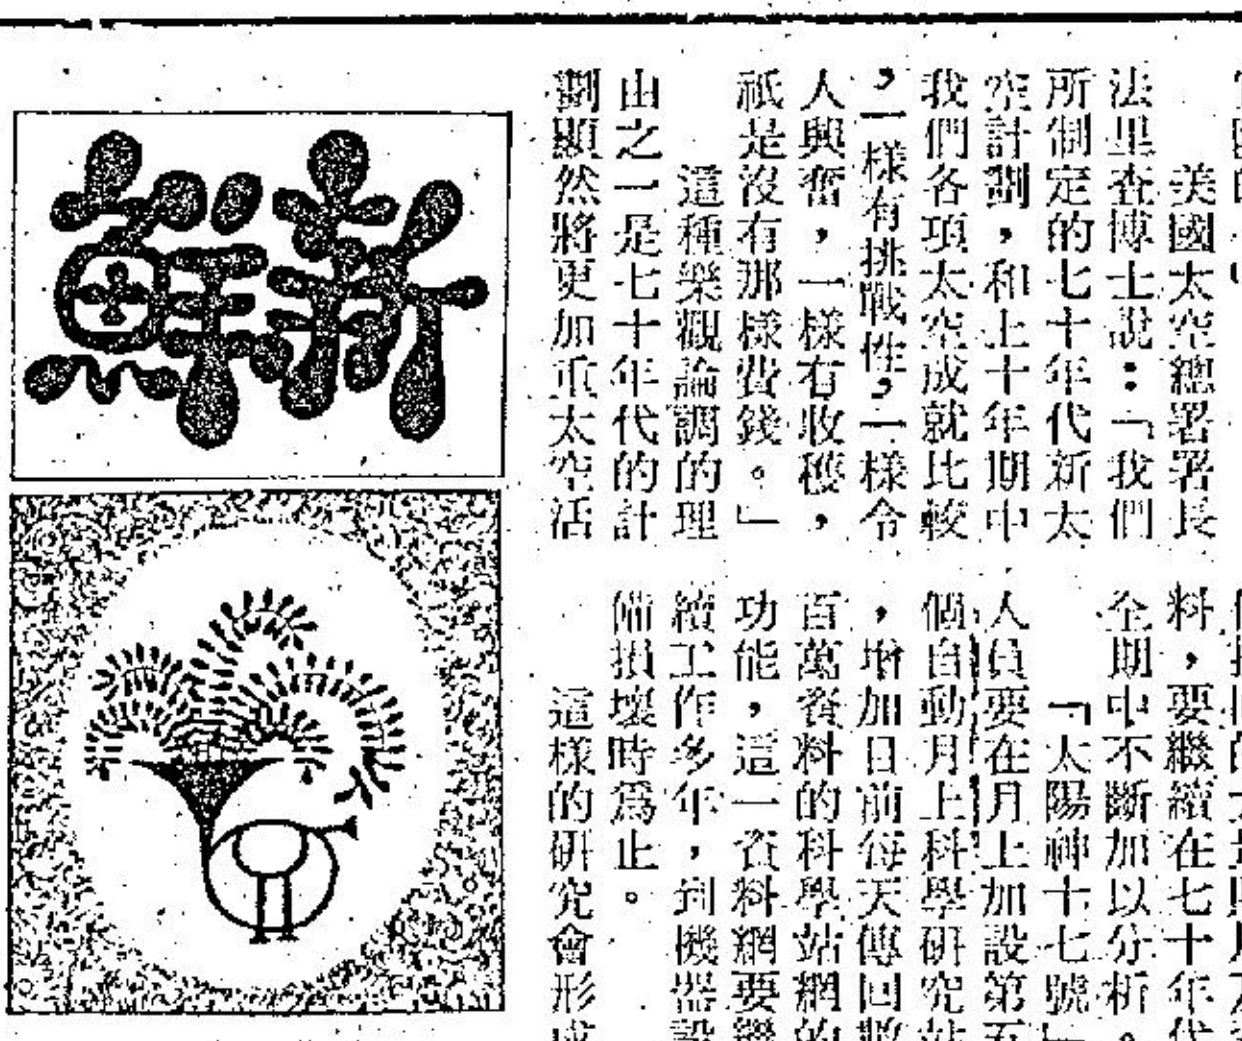 美國太空總署署長
法里查博士說：「我們
所制定的七十年代新太
空計劃，和上十年期中
我們各項太空成就比較
，一樣有挑戰性，一樣令
人興奮，一樣有收穫，
祇是沒有那樣費錢。」
這種樂觀論調的理
由之一是七十年代的計
劃顯然將更加重太空活
料，要繼續在七十年代
全期中不斷加以分析。
「太陽神十七號」
人員要在月上加設第五
個自動月上科學研究站
，增加日前每天傳回將
百萬資料的科學站網的
功能，這一資料網要繼
續工作多年，到機器設
備損壞時爲止。
這樣的研究會形成
新鮮